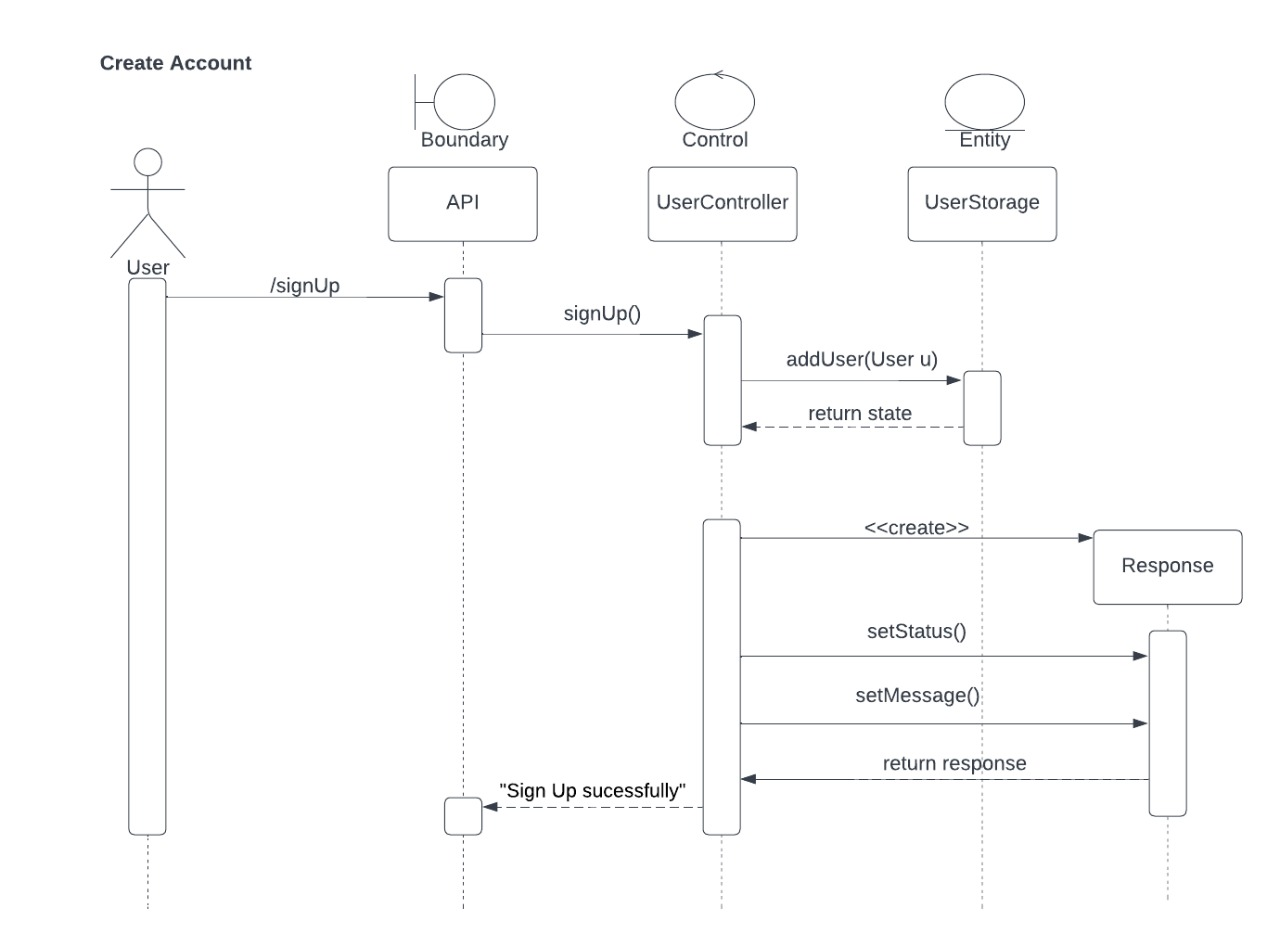 Create Account
Boundary
Control
Entity
API
UserController
UserStorage
User
/signUp
signUp()
addUser(User u)
return state
<<create>>
Response
setStatus()
setMessage()
return response
"Sign Up sucessfully"